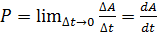 P = lim_{Δt→0} ΔA/Δt = dA/dt